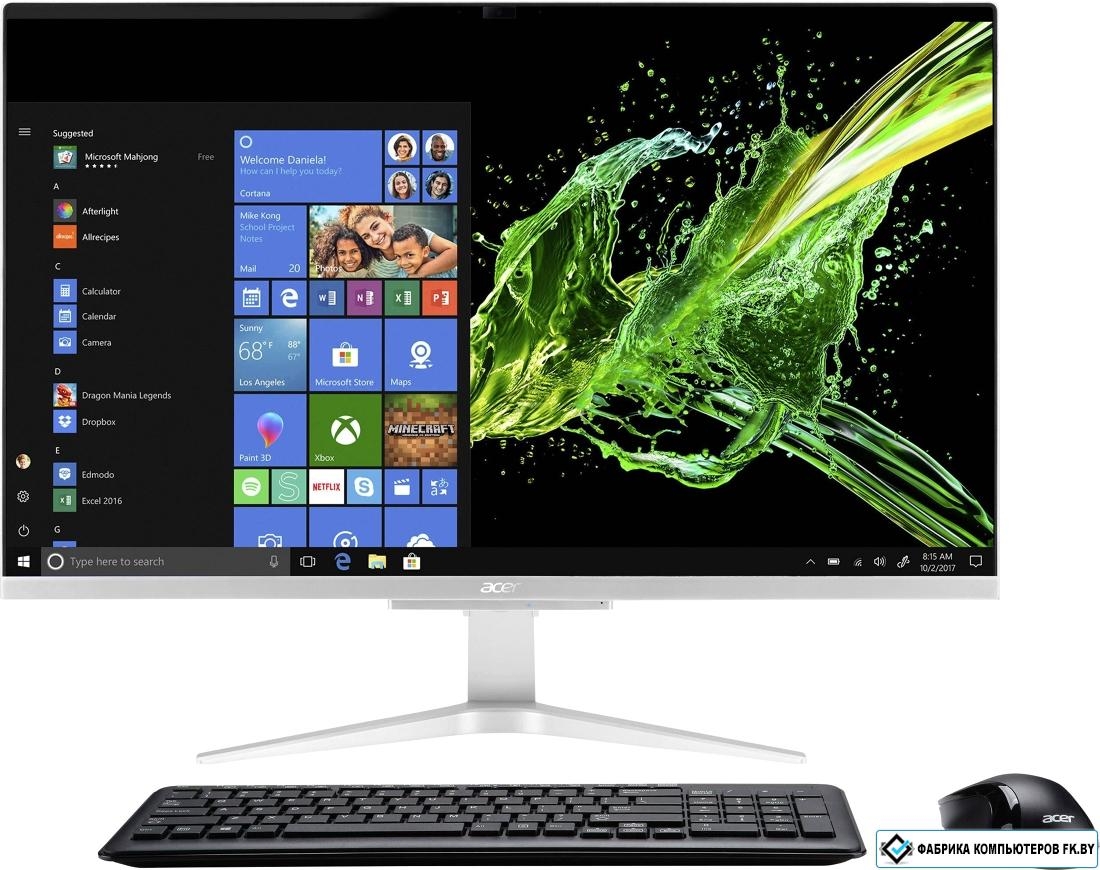 Suggested
Microsoft Mahjong
Free
A
Afterlight
Allrecipes
C
Calculator
Calendar
Camera
D
Dragon Mania Legends
Dropbox
E
Edmodo
Excel 2016
G
Welcome Daniela!
How can I help you today?
Cortana
Mike Kong
School Project
Notes
Mail 20
Photos
Sunny
68° F 88°
67°
Los Angeles
Microsoft Store
Maps
Paint 3D
Xbox
MINECRAFT
NETFLIX
Type here to search
8:15 AM
10/2/2017
acer
acer
ФАБРИКА КОМПЬЮТЕРОВ FK.BY